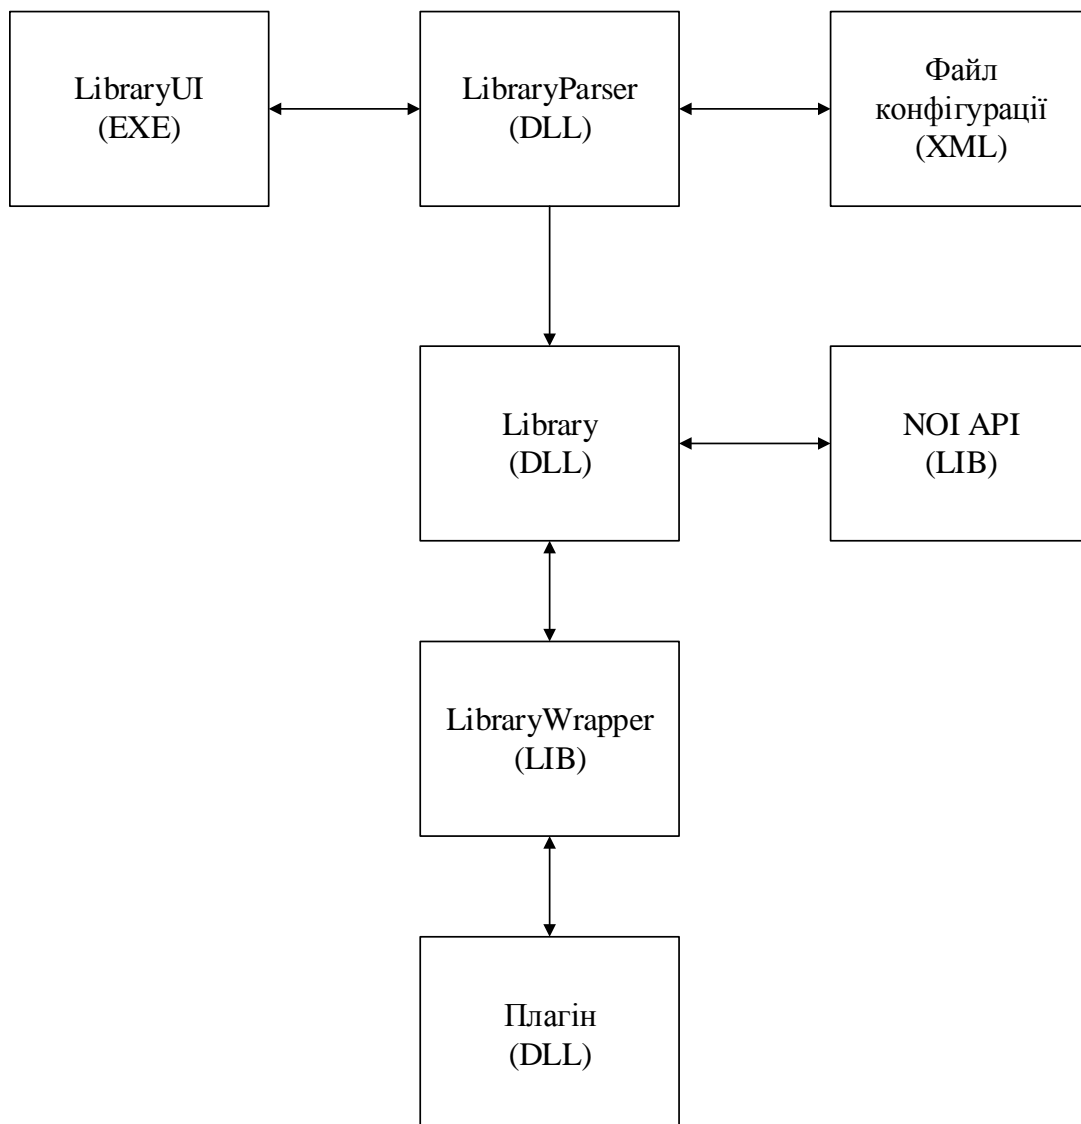 LibraryUI
(EXE)
LibraryParser
(DLL)
Файл
конфігурації
(XML)
Library
(DLL)
NOI API
(LIB)
LibraryWrapper
(LIB)
Плагін
(DLL)